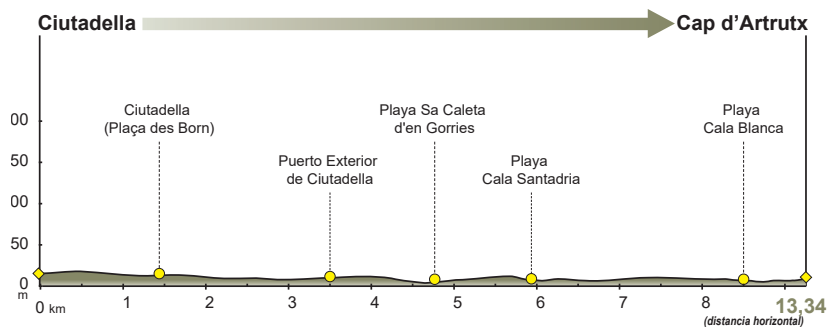 Ciutadella
Cap d’Artrutx
Ciutadella
(Plaça des Born)
Playa Sa Caleta
d'en Gorries
Playa
Cala Blanca
Puerto Exterior
de Ciutadella
Playa
Cala Santadria
00
50
00
50
0
m
0 km
1
2
3
4
5
6
7
8
13,34
(distancia horizontal)